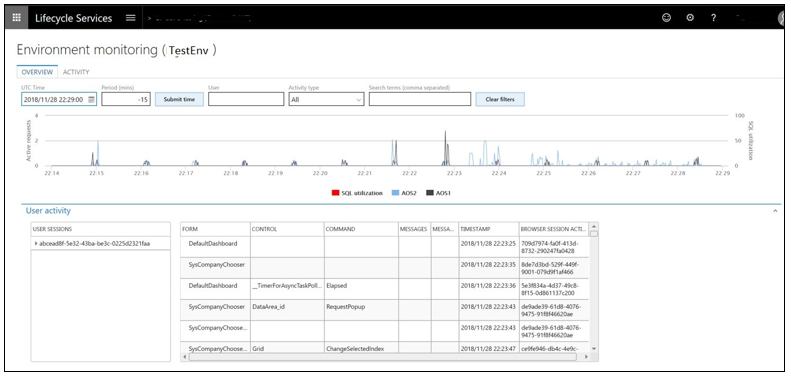 Lifecycle Services
Environment monitoring ( TestEnv )
OVERVIEW ACTIVITY
UTC Time Period (mins) User Activity type Search terms (comma separated)
2018/11/28 22:29:00 -15 Submit time All Clear filters
4 100
2 50
0 0
Active requests
SQL utilization
22:14 22:15 22:16 22:17 22:18 22:19 22:20 22:21 22:22 22:23 22:24 22:25 22:26 22:27 22:28 22:29
SQL utilization AOS2 AOS1
User activity
USER SESSIONS
abcead8f-5e32-43ba-be3c-0225d2321faa
FORM CONTROL COMMAND MESSAGES MESSA... TIMESTAMP BROWSER SESSION ACTI...
DefaultDashboard 2018/11/28 22:23:25 709d7974-fa0f-413d-
8732-290247fa0428
SysCompanyChooser 2018/11/28 22:23:35 8de7d3bd-529f-449f-
9001-079d9f1af466
DefaultDashboard __TimerForAsyncTaskPoll... Elapsed 2018/11/28 22:23:36 5e3f834a-4d37-49c8-
8f15-0d861137c200
SysCompanyChooser DataArea_id RequestPopup 2018/11/28 22:23:43 de9ade39-61d8-4076-
9475-91f8f46620ae
SysCompanyChoose... 2018/11/28 22:23:43 de9ade39-61d8-4076-
9475-91f8f46620ae
SysCompanyChoose... Grid ChangeSelectedIndex 2018/11/28 22:23:47 ce9fe946-db4c-4e9c-